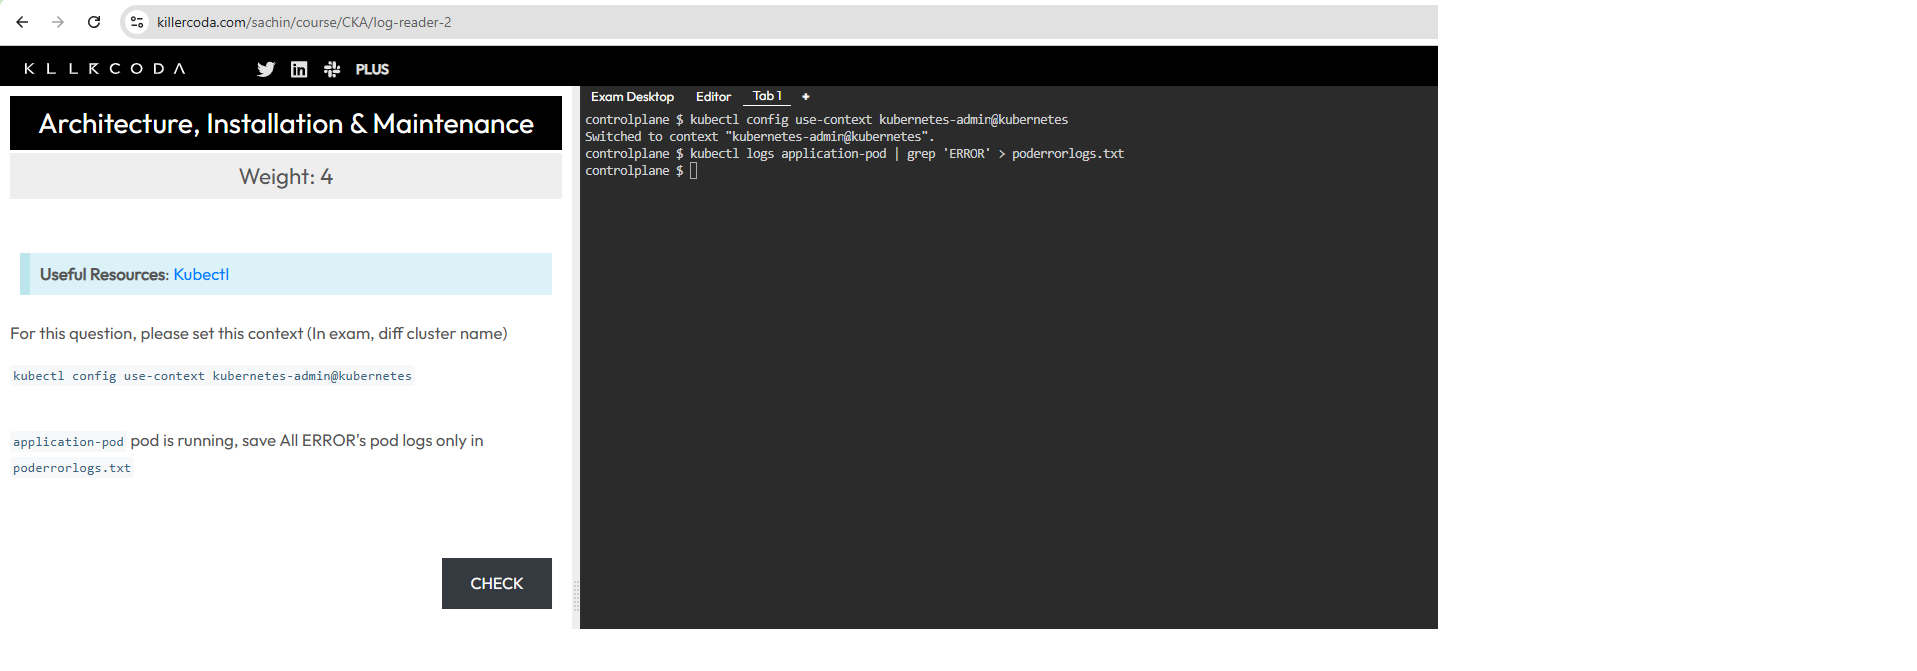 killercoda.com/sachin/course/CKA/log-reader-2
KLLRCODA
PLUS
Architecture, Installation & Maintenance
Weight: 4
Useful Resources: Kubectl
For this question, please set this context (In exam, diff cluster name)
kubectl config use-context kubernetes-admin@kubernetes
application-pod pod is running, save All ERROR's pod logs only in
poderrorlogs.txt
CHECK
Exam Desktop Editor Tab 1 +
controlplane $ kubectl config use-context kubernetes-admin@kubernetes
Switched to context "kubernetes-admin@kubernetes".
controlplane $ kubectl logs application-pod | grep 'ERROR' > poderrorlogs.txt
controlplane $